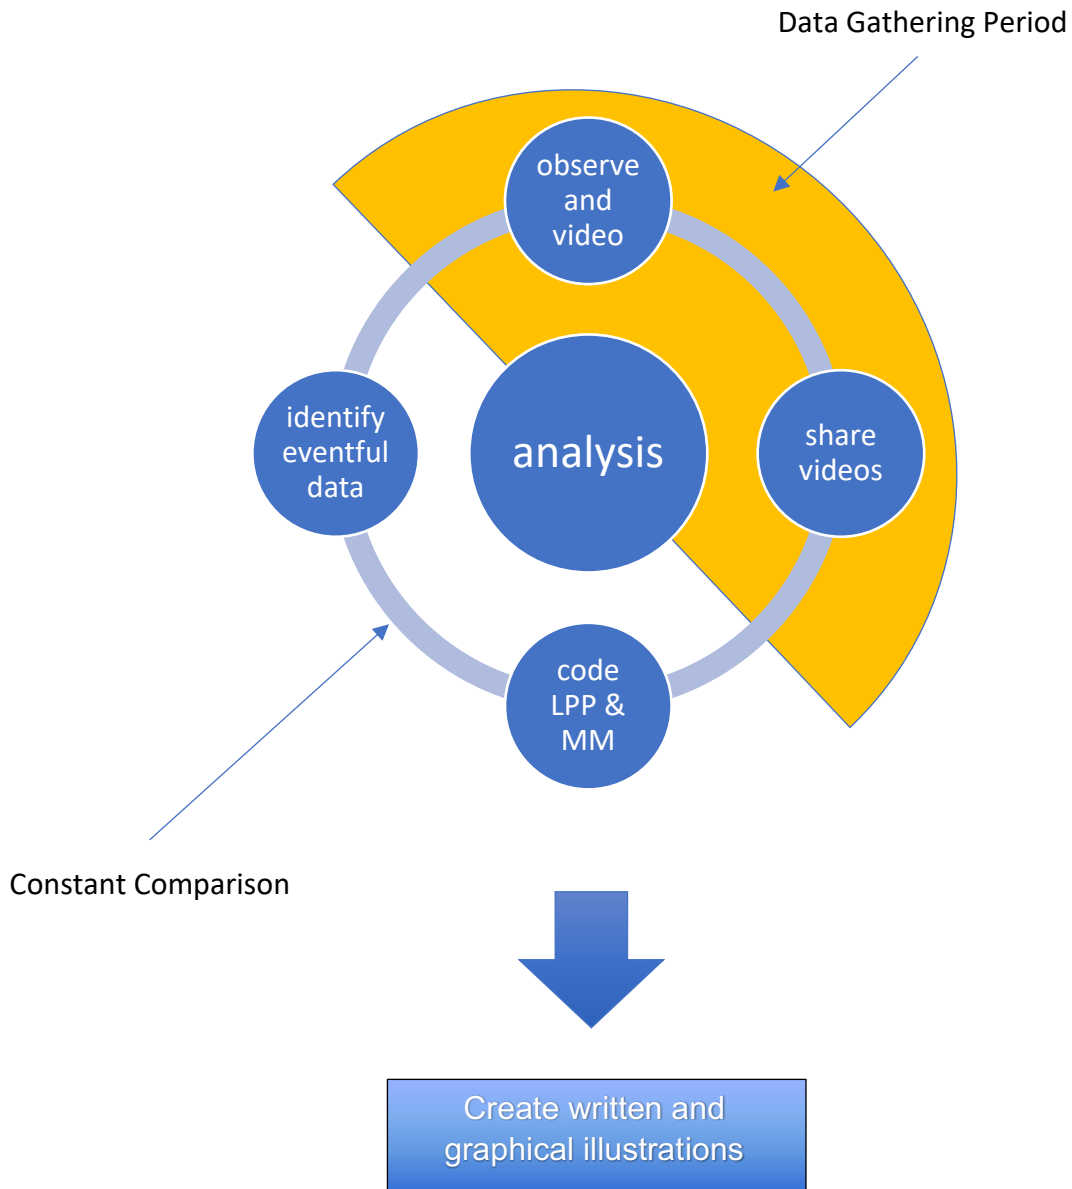 Data Gathering Period
observe
and
video
identify
eventful
data
analysis
share
videos
code
LPP &
MM
Constant Comparison
Create written and
graphical illustrations